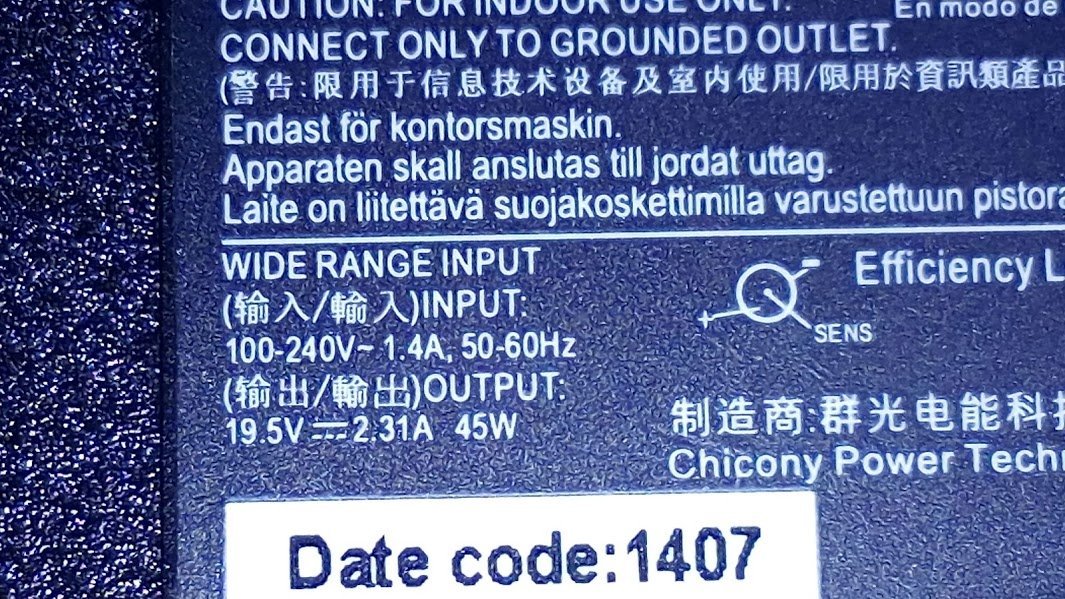 CAUTION: FOR INDOOR USE ONLY.
En modo de
CONNECT ONLY TO GROUNDED OUTLET.
(警告:限用于信息技术设备及室内使用/限用於資訊類產品
Endast för kontorsmaskin.
Apparaten skall anslutas till jordat uttag.
Laite on liitettävä suojakoskettimilla varustettuun
WIDE RANGE INPUT
(输入/輸入)INPUT:
100-240V~ 1.4A, 50-60Hz
(输出/輸出)OUTPUT:
19.5V ⎓ 2.31A 45W
- + SENS
Efficiency
制造商:群光电能科
Chicony Power
Date code:1407